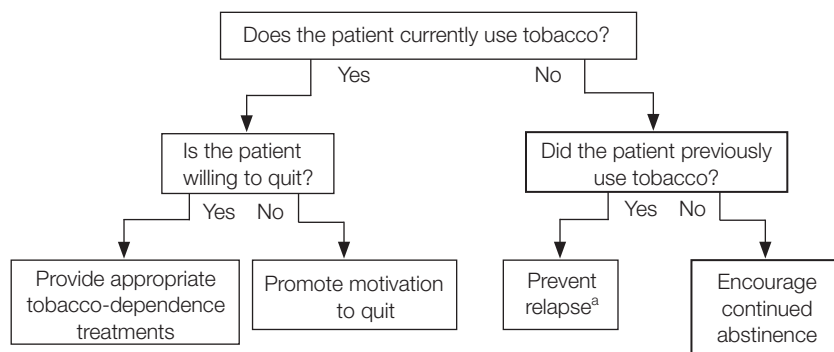 Does the patient currently use tobacco?
Yes
No
Is the patient
willing to quit?
Did the patient previously
use tobacco?
Yes
No
Yes
No
Provide appropriate
tobacco-dependence
treatments
Promote motivation
to quit
Prevent
relapseᵃ
Encourage
continued
abstinence